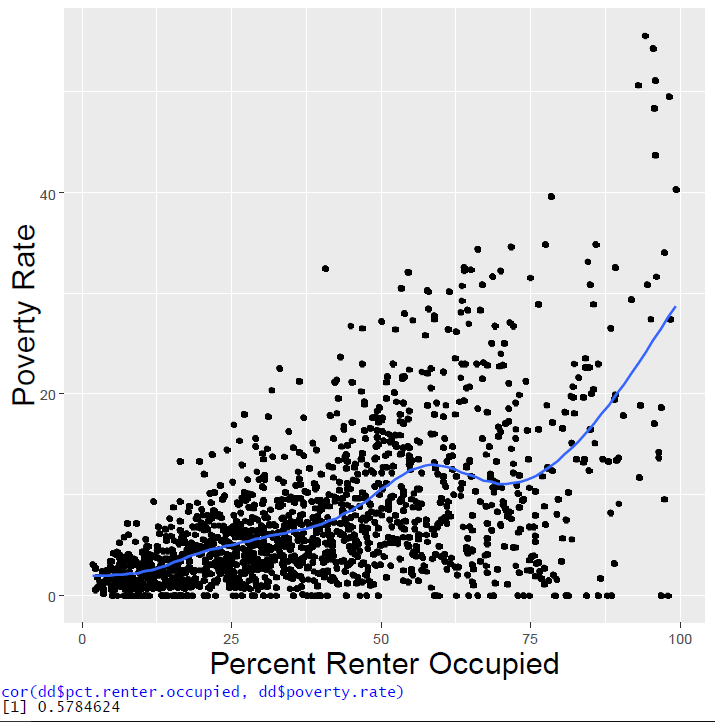 40
20
0
Poverty Rate
0 25 50 75 100
Percent Renter Occupied
cor(dd$pct.renter.occupied, dd$poverty.rate)
[1] 0.5784624